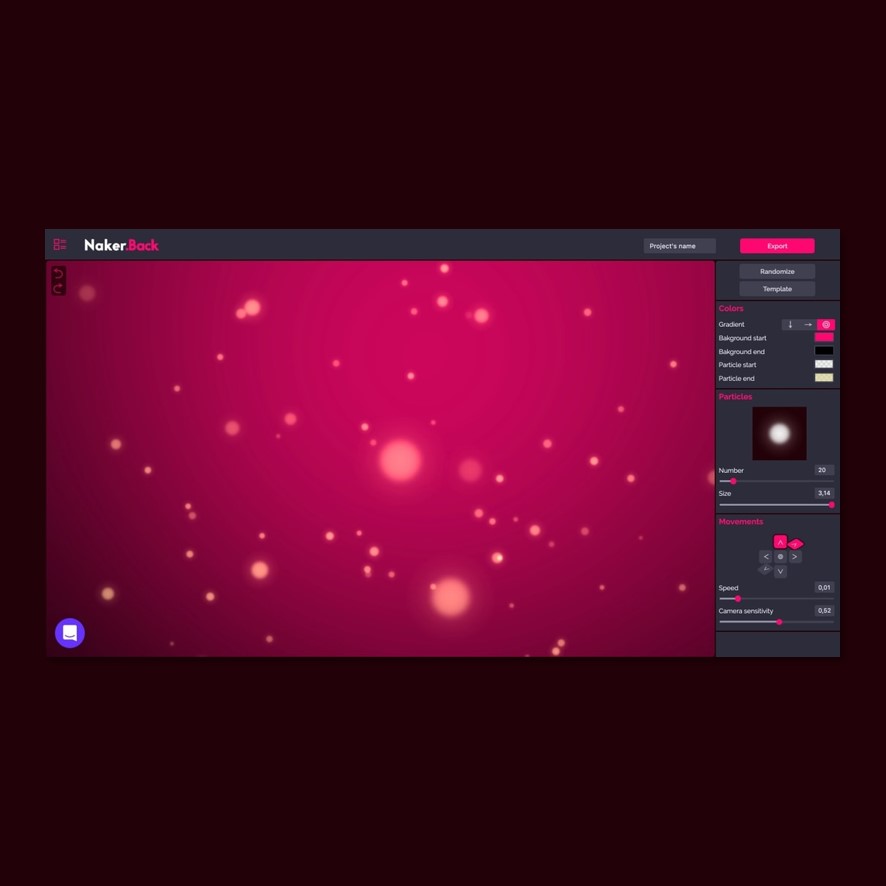 Naker.Back
Project's name
Export
Randomize
Template
Colors
Gradient
Bakground start
Bakground end
Particle start
Particle end
Particles
Number 20
Size 3,14
Movements
Speed 0,01
Camera sensitivity 0,52